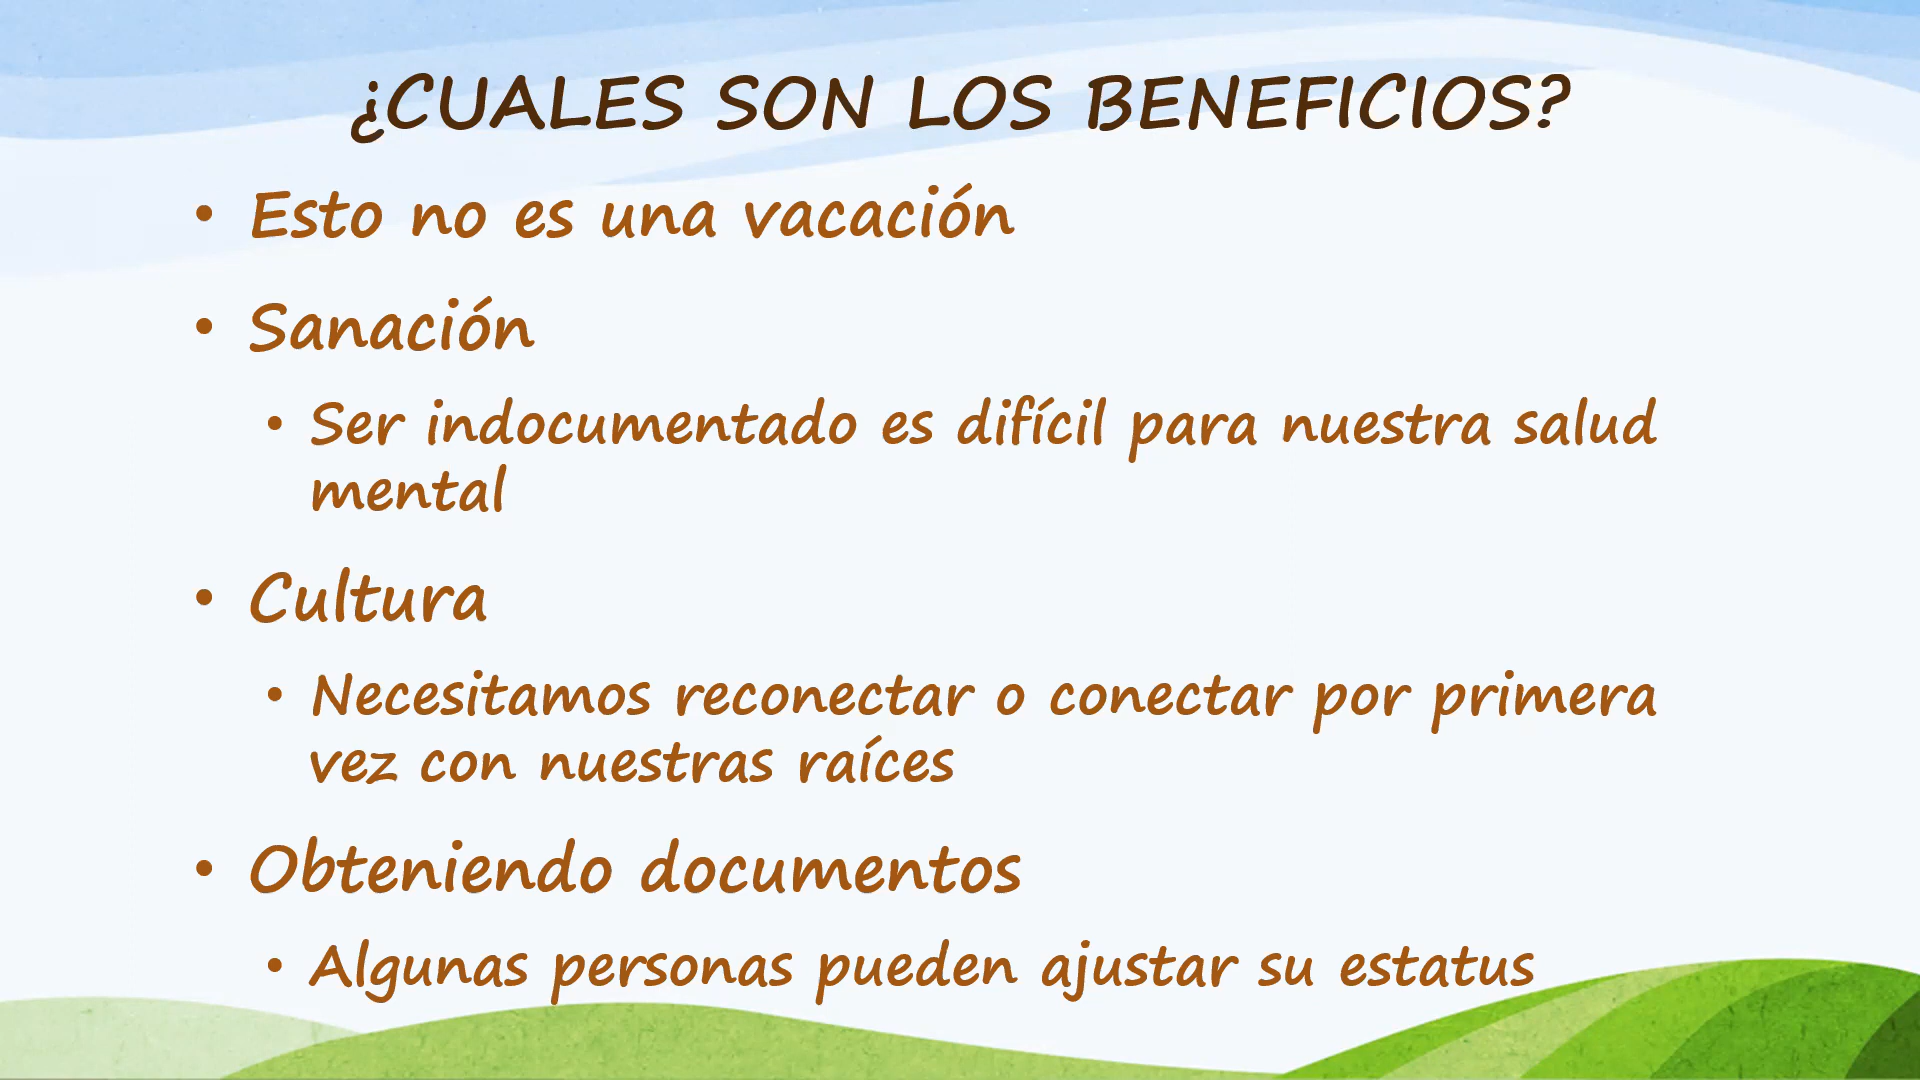 ¿CUALES SON LOS BENEFICIOS?
• Esto no es una vacación
• Sanación
• Ser indocumentado es difícil para nuestra salud
mental
• Cultura
• Necesitamos reconectar o conectar por primera
vez con nuestras raíces
• Obteniendo documentos
• Algunas personas pueden ajustar su estatus